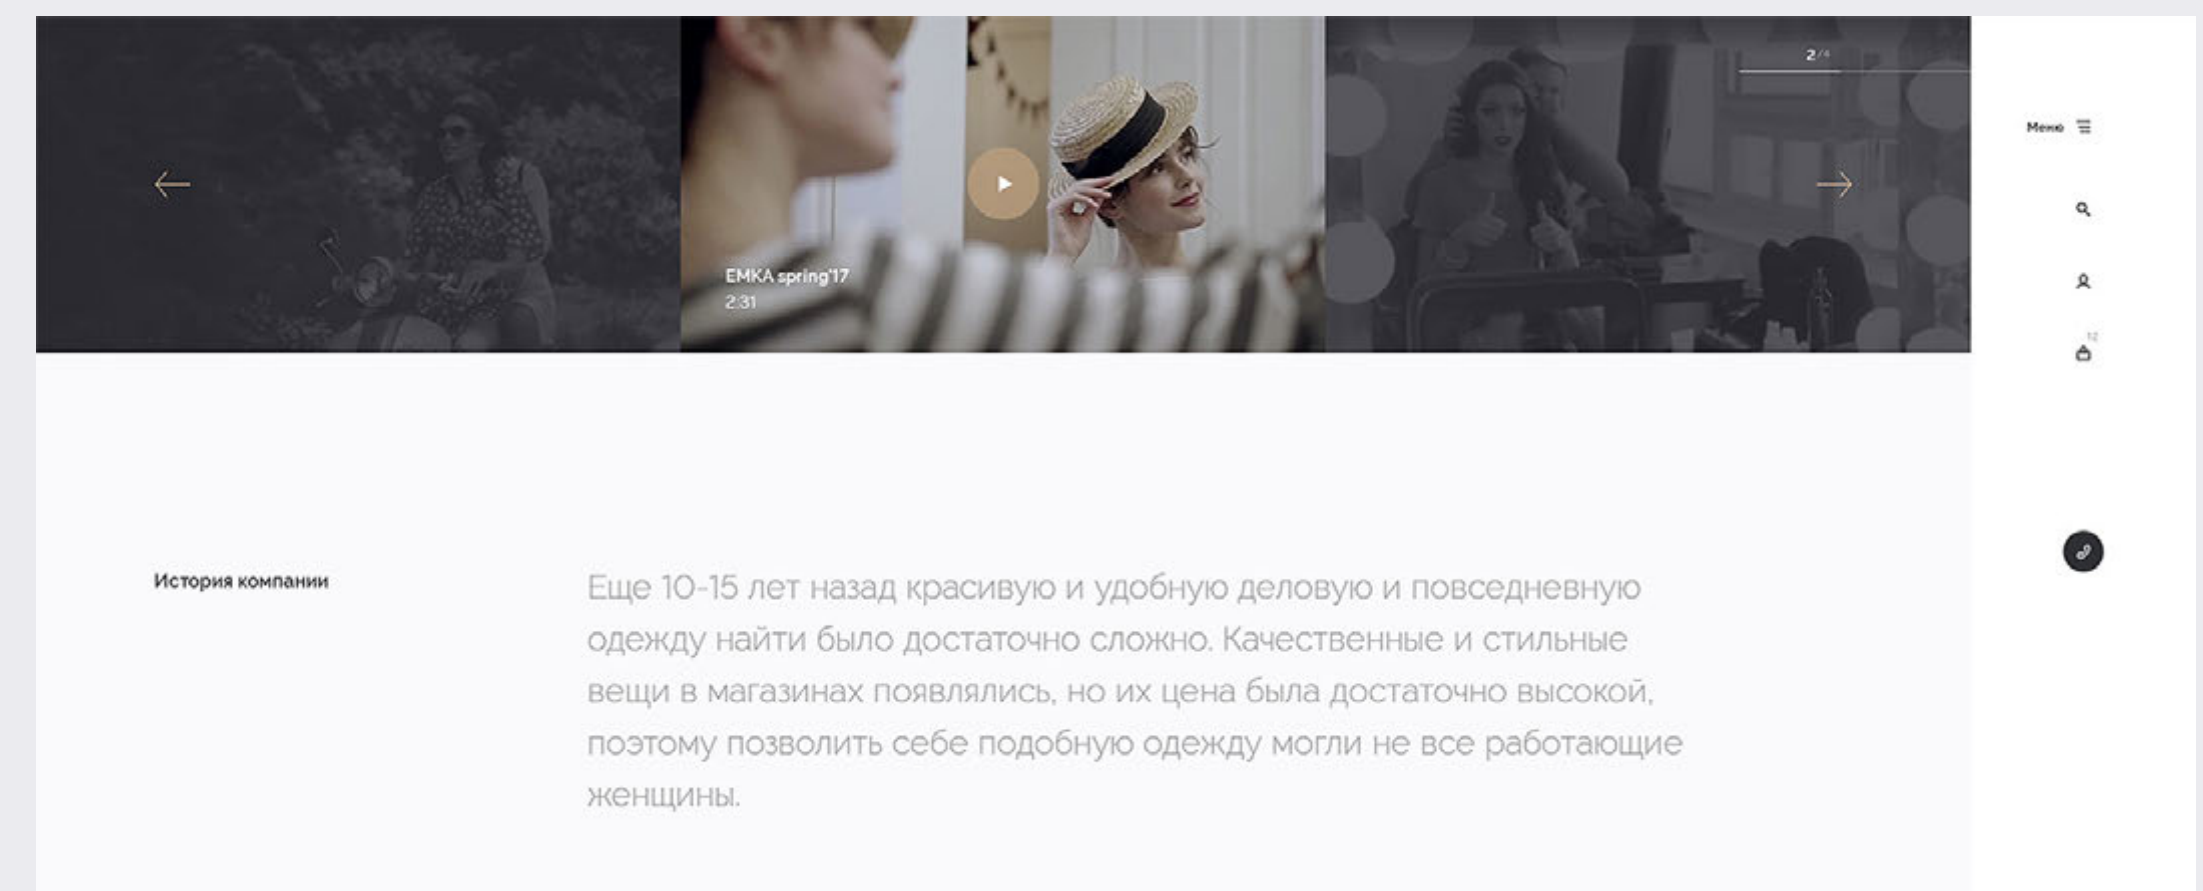 2/4
Меню
EMKA spring'17
2:31
12
История компании
Еще 10-15 лет назад красивую и удобную деловую и повседневную
одежду найти было достаточно сложно. Качественные и стильные
вещи в магазинах появлялись, но их цена была достаточно высокой,
поэтому позволить себе подобную одежду могли не все работающие
женщины.